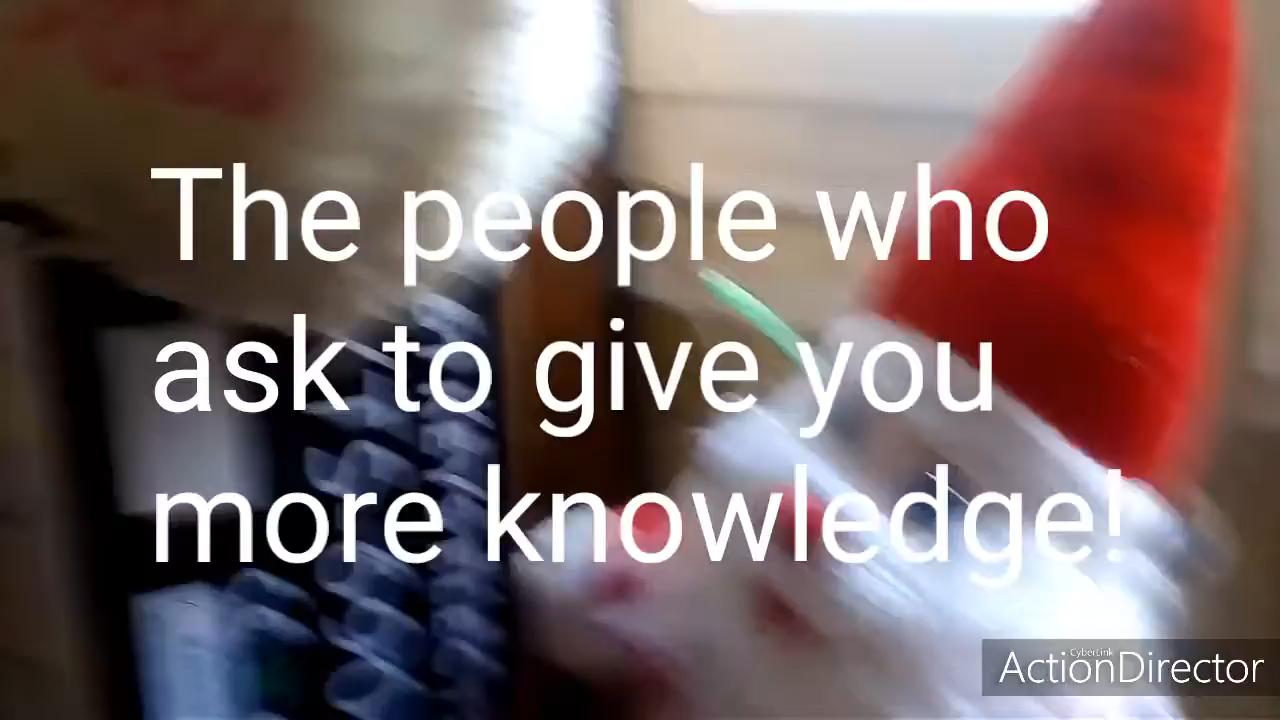 The people who
ask to give you
more knowledge!
CyberLink
ActionDirector